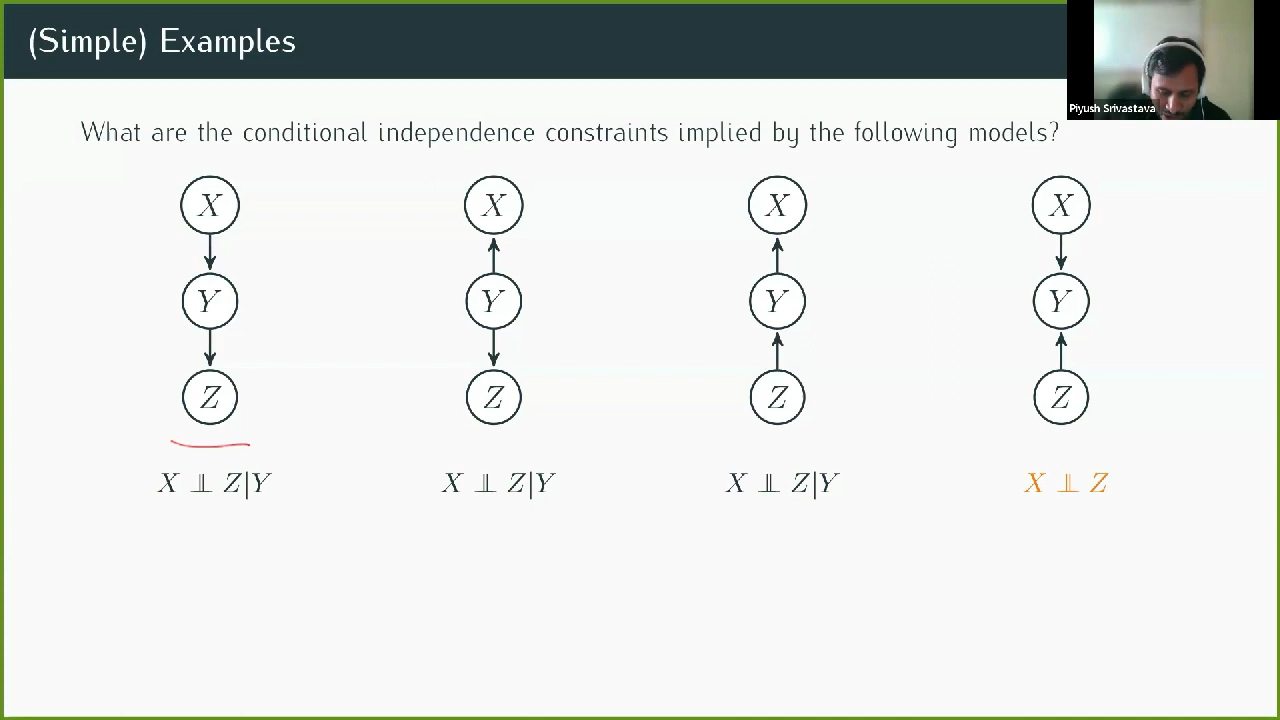 (Simple) Examples
Piyush Srivastava
What are the conditional independence constraints implied by the following models?
X X X X
Y Y Y Y
Z Z Z Z
X ⫫ Z|Y X ⫫ Z|Y X ⫫ Z|Y X ⫫ Z